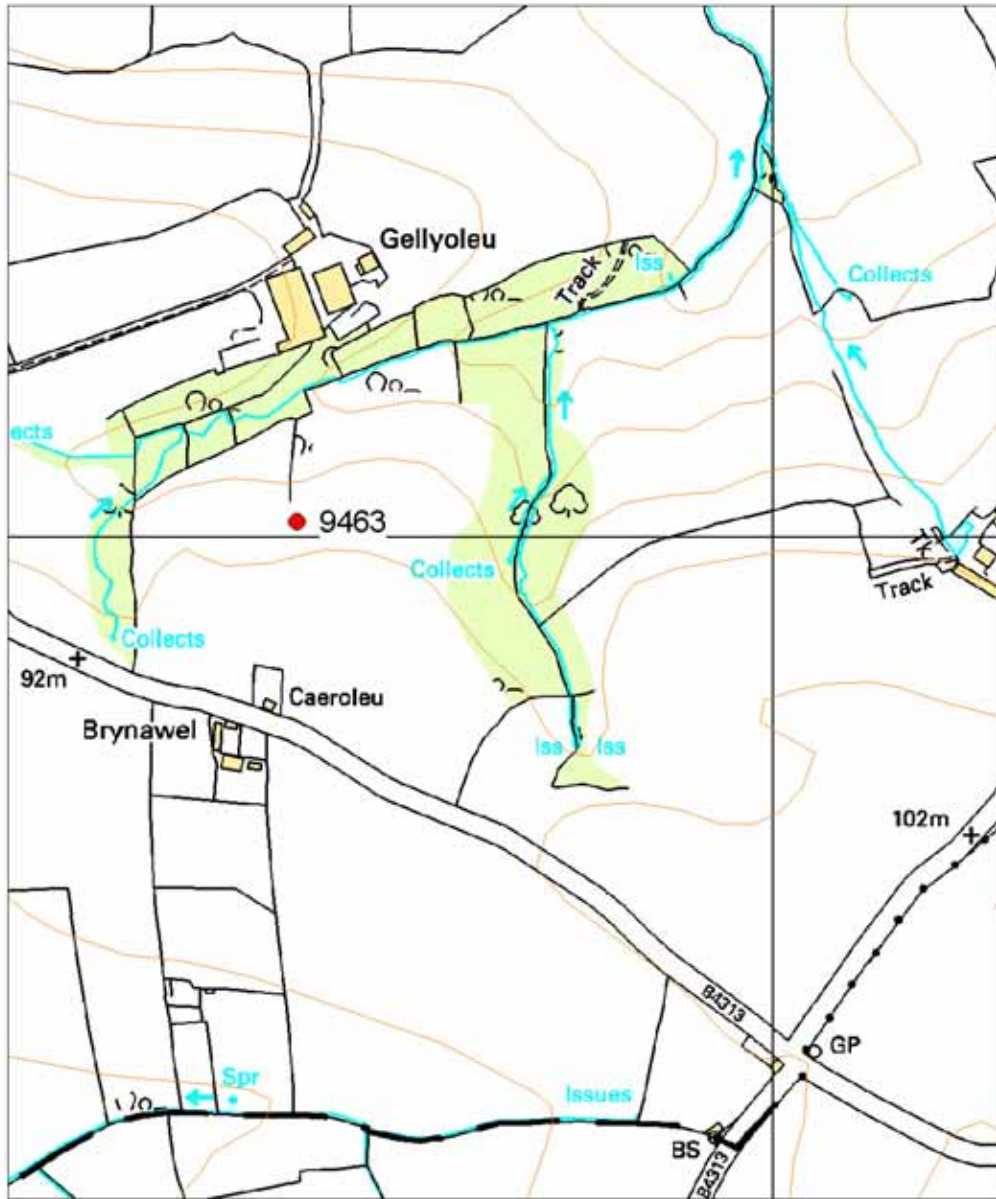 Gellyoleu
Track
Iss
Collects
ects
9463
Collects
Track
Tk
Collects
92m
Caeroleu
Brynawel
Iss
Iss
102m
B4313
GP
Spr
Issues
BS
B4313